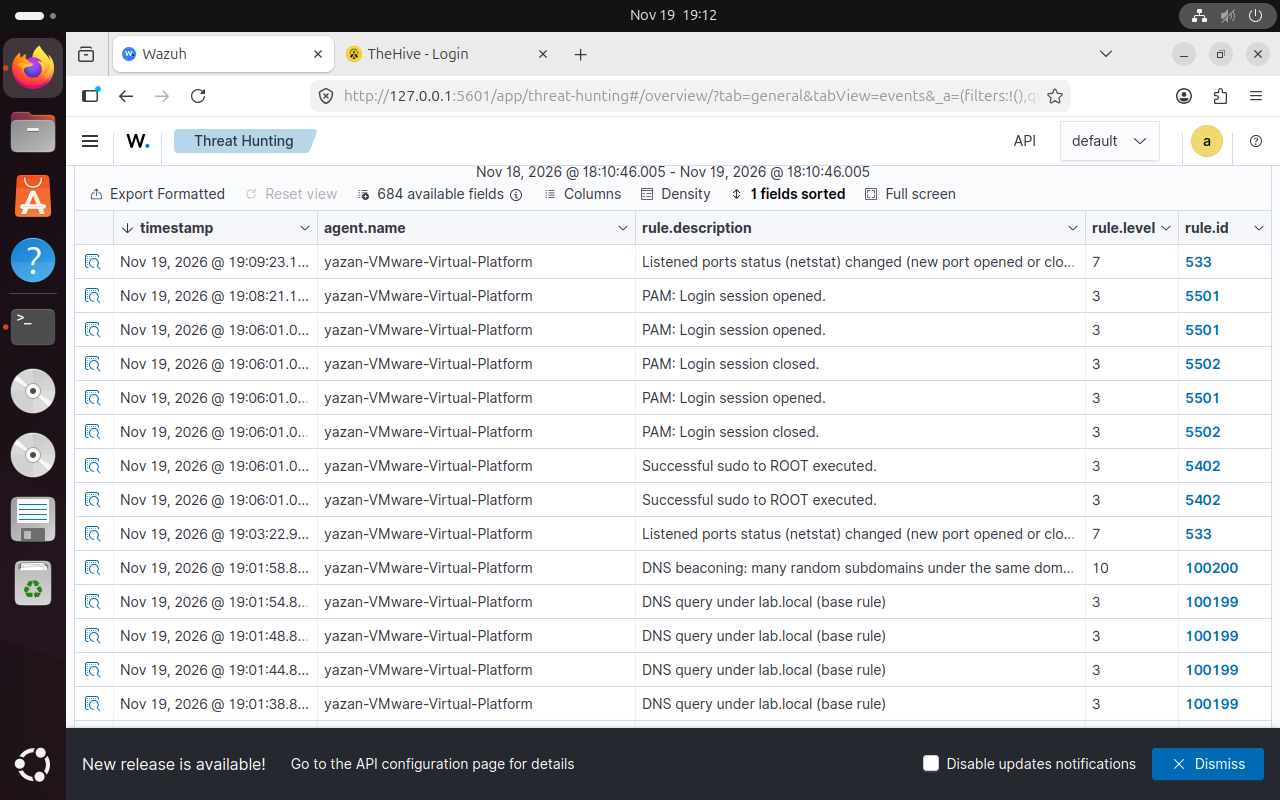 Nov 19 19:12
Wazuh
TheHive - Login
http://127.0.0.1:5601/app/threat-hunting#/overview/?tab=general&tabView=events&_a=(filters:!(),q
W. Threat Hunting API default a
Nov 18, 2026 @ 18:10:46.005 - Nov 19, 2026 @ 18:10:46.005
Export Formatted Reset view 684 available fields Columns Density 1 fields sorted Full screen
timestamp agent.name rule.description rule.level rule.id
Nov 19, 2026 @ 19:09:23.1... yazan-VMware-Virtual-Platform Listened ports status (netstat) changed (new port opened or clo... 7 533
Nov 19, 2026 @ 19:08:21.1... yazan-VMware-Virtual-Platform PAM: Login session opened. 3 5501
Nov 19, 2026 @ 19:06:01.0... yazan-VMware-Virtual-Platform PAM: Login session opened. 3 5501
Nov 19, 2026 @ 19:06:01.0... yazan-VMware-Virtual-Platform PAM: Login session closed. 3 5502
Nov 19, 2026 @ 19:06:01.0... yazan-VMware-Virtual-Platform PAM: Login session opened. 3 5501
Nov 19, 2026 @ 19:06:01.0... yazan-VMware-Virtual-Platform PAM: Login session closed. 3 5502
Nov 19, 2026 @ 19:06:01.0... yazan-VMware-Virtual-Platform Successful sudo to ROOT executed. 3 5402
Nov 19, 2026 @ 19:06:01.0... yazan-VMware-Virtual-Platform Successful sudo to ROOT executed. 3 5402
Nov 19, 2026 @ 19:03:22.9... yazan-VMware-Virtual-Platform Listened ports status (netstat) changed (new port opened or clo... 7 533
Nov 19, 2026 @ 19:01:58.8... yazan-VMware-Virtual-Platform DNS beaconing: many random subdomains under the same dom... 10 100200
Nov 19, 2026 @ 19:01:54.8... yazan-VMware-Virtual-Platform DNS query under lab.local (base rule) 3 100199
Nov 19, 2026 @ 19:01:48.8... yazan-VMware-Virtual-Platform DNS query under lab.local (base rule) 3 100199
Nov 19, 2026 @ 19:01:44.8... yazan-VMware-Virtual-Platform DNS query under lab.local (base rule) 3 100199
Nov 19, 2026 @ 19:01:38.8... yazan-VMware-Virtual-Platform DNS query under lab.local (base rule) 3 100199
New release is available! Go to the API configuration page for details Disable updates notifications Dismiss